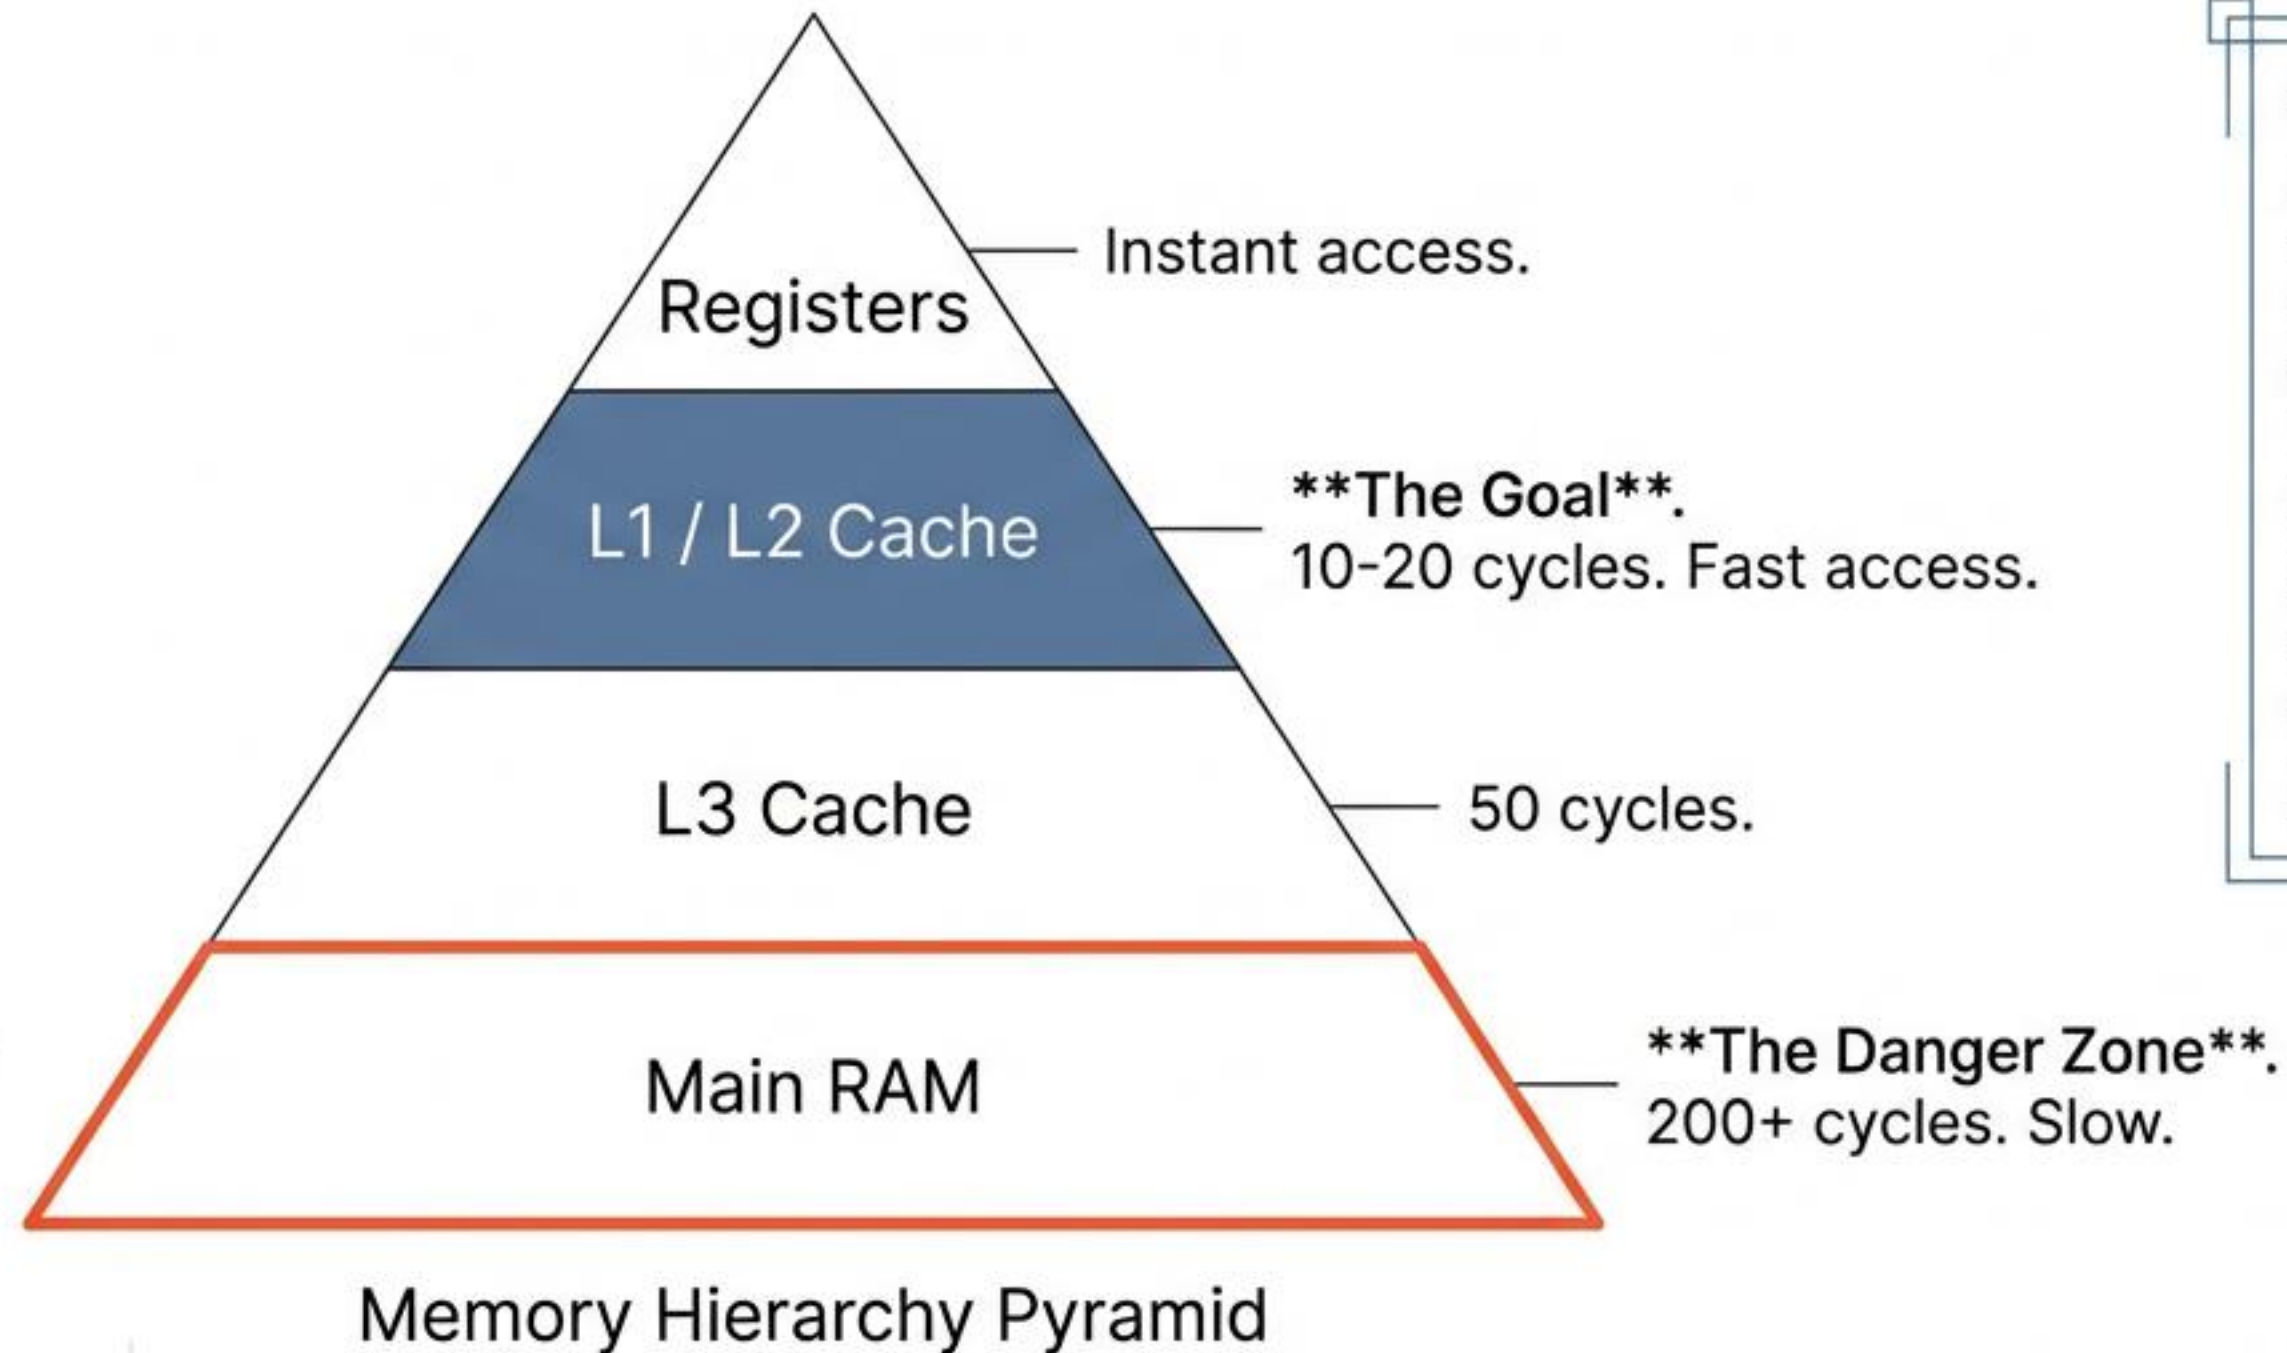 Instant access.
Registers
L1 / L2 Cache
**The Goal**.
10-20 cycles. Fast access.
L3 Cache
50 cycles.
Main RAM
**The Danger Zone**.
200+ cycles. Slow.
Memory Hierarchy Pyramid